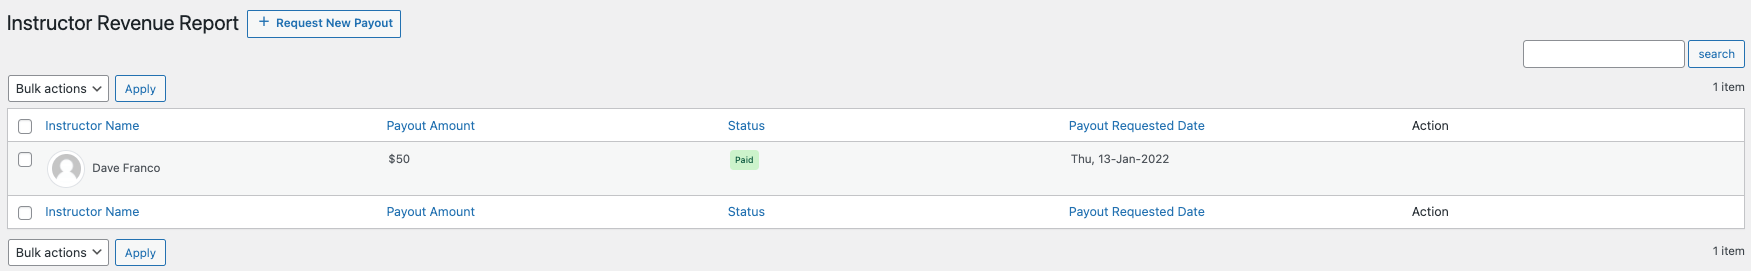 Instructor Revenue Report + Request New Payout
search
Bulk actions Apply 1 item
Instructor Name Payout Amount Status Payout Requested Date Action
Dave Franco $50 Paid Thu, 13-Jan-2022
Instructor Name Payout Amount Status Payout Requested Date Action
Bulk actions Apply 1 item